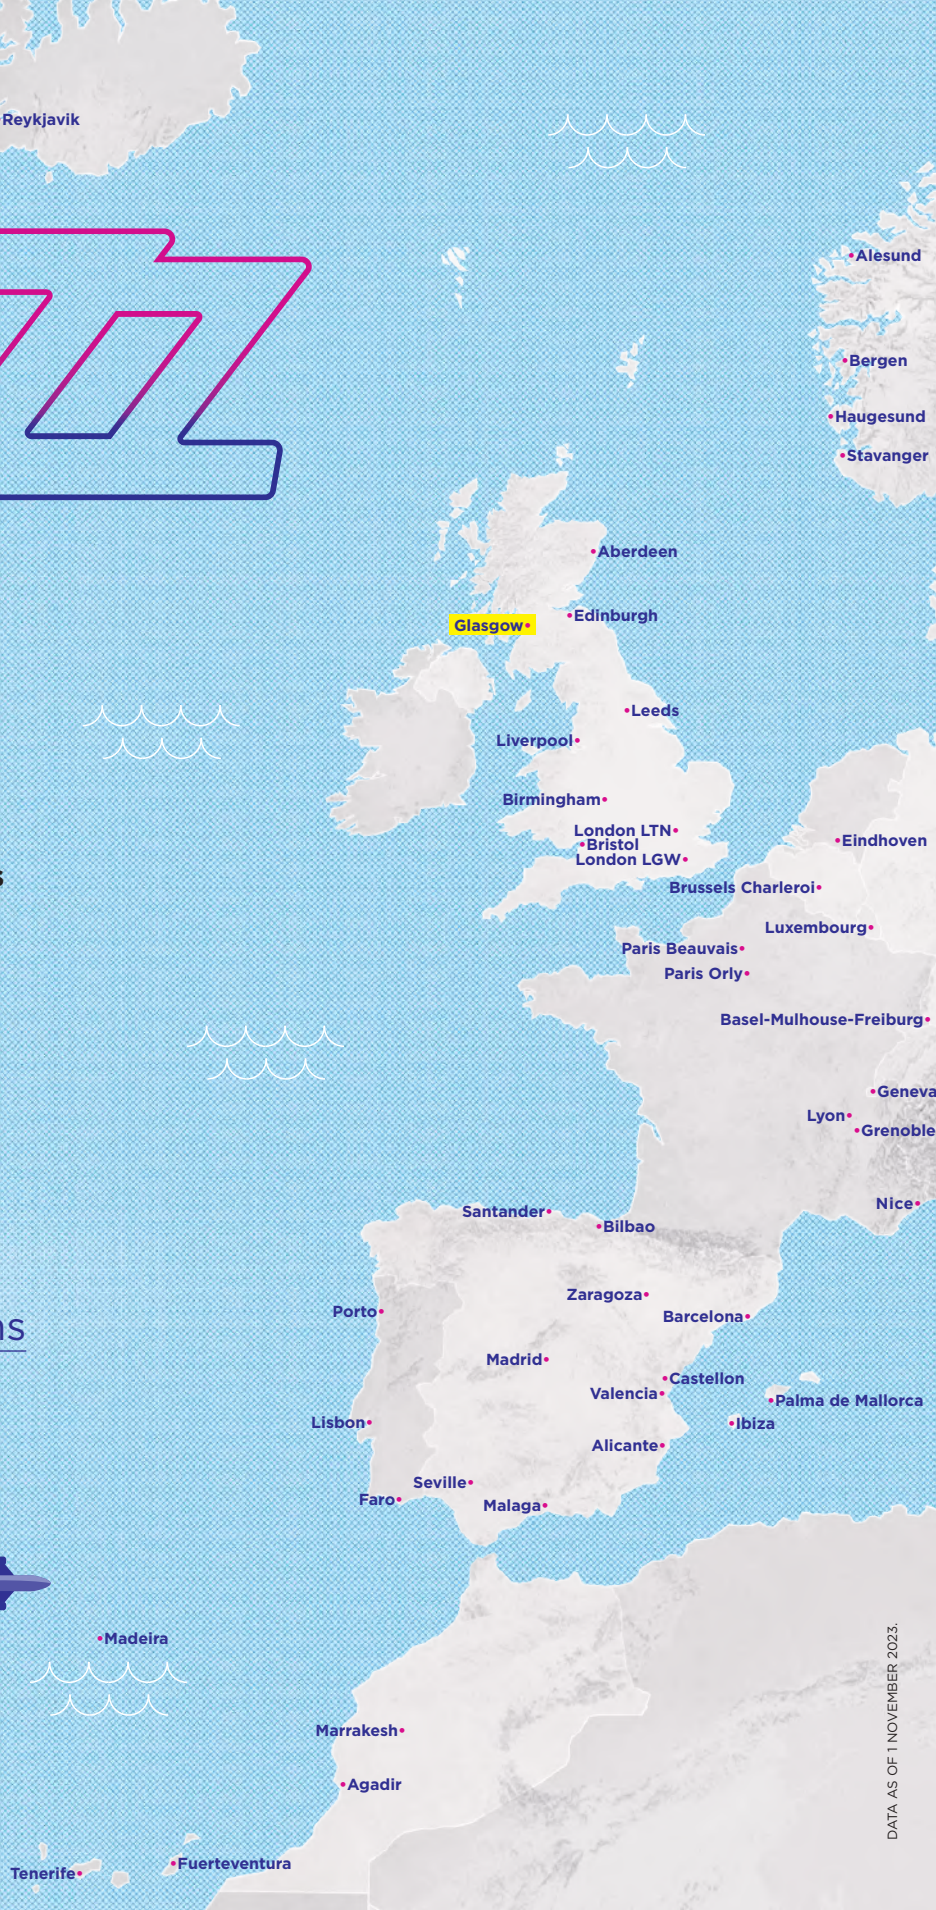 Reykjavik
Alesund
Bergen
Haugesund
Stavanger
Aberdeen
Edinburgh
Glasgow
Leeds
Liverpool
Birmingham
London LTN
Bristol
London LGW
Eindhoven
s
Brussels Charleroi
Luxembourg
Paris Beauvais
Paris Orly
Basel-Mulhouse-Freiburg
Geneva
Lyon
Grenoble
Nice
Santander
Bilbao
Zaragoza
Porto
Barcelona
ns
Madrid
Castellon
Valencia
Palma de Mallorca
Lisbon
Ibiza
Alicante
Seville
Faro
Malaga
Madeira
Marrakesh
Agadir
DATA AS OF 1 NOVEMBER 2023.
Fuerteventura
Tenerife